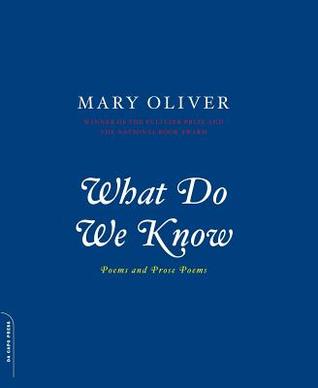 MARY OLIVER
WINNER OF THE PULITZER PRIZE AND
THE NATIONAL BOOK AWARD
What Do
We Know
Poems and Prose Poems
DA CAPO PRESS